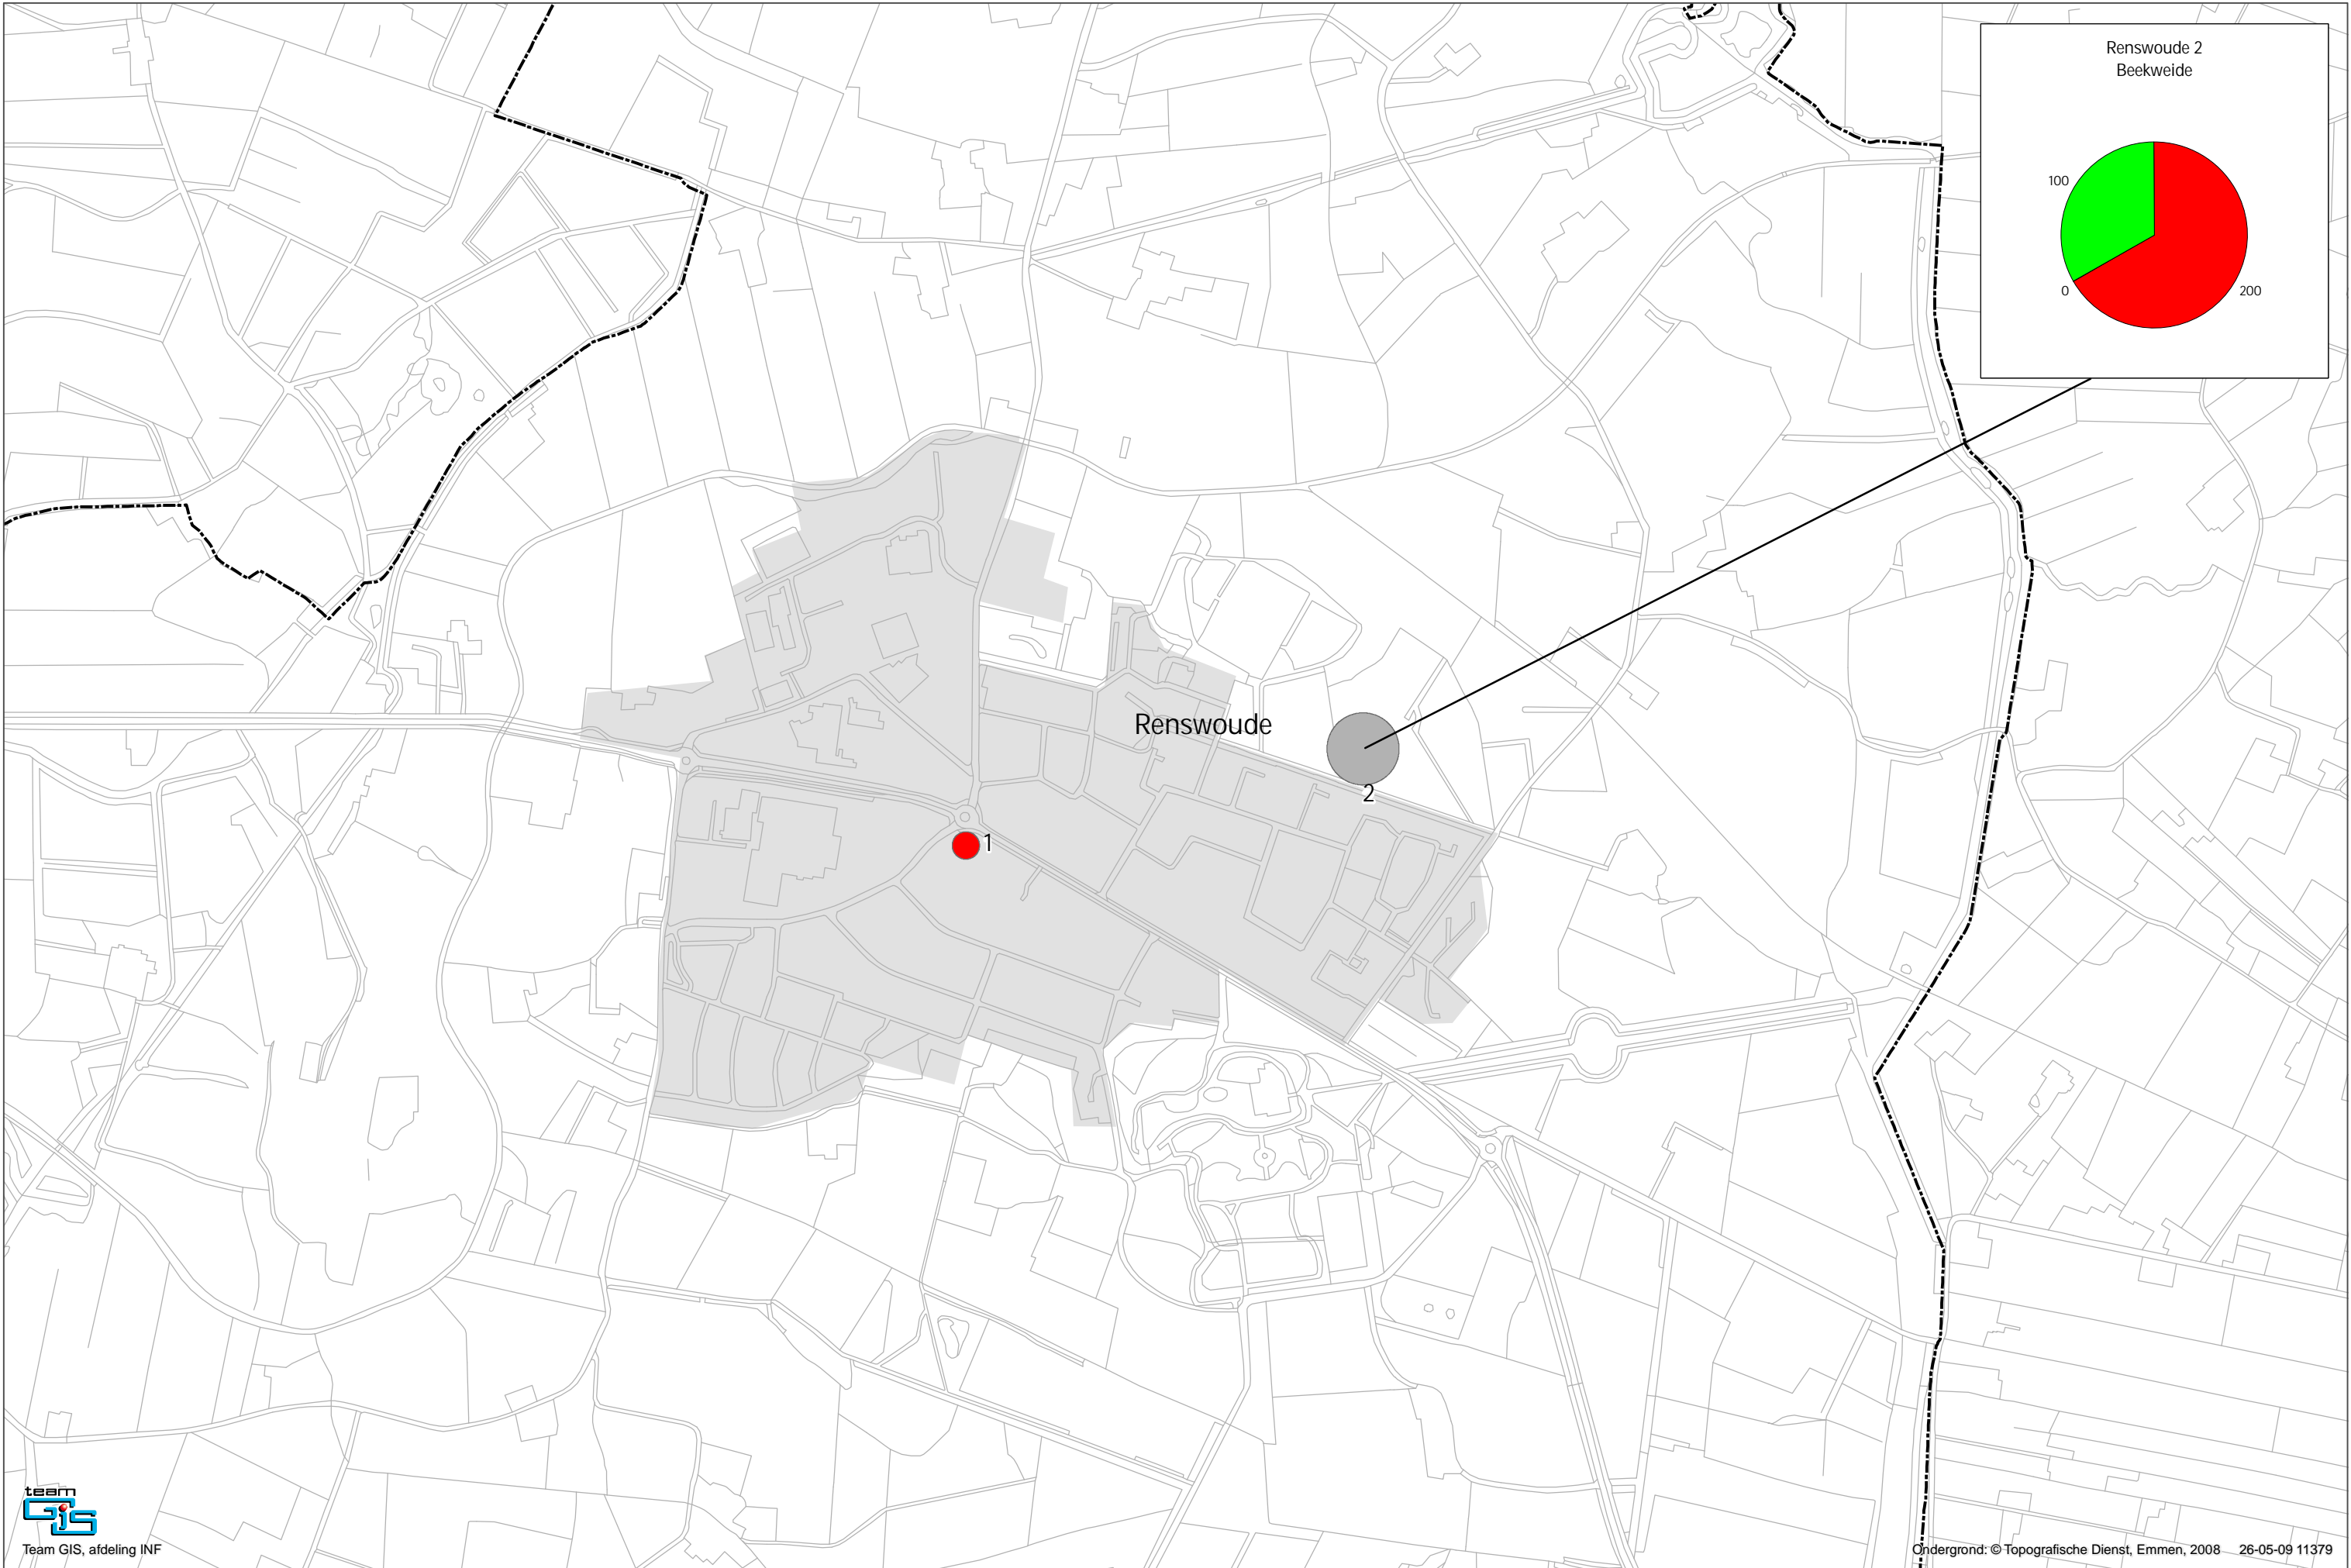 Renswoude 2
Beekweide
100
0
200
Renswoude
2
1
team
GIS
Team GIS, afdeling INF
Ondergrond: © Topografische Dienst, Emmen, 2008 26-05-09 11379